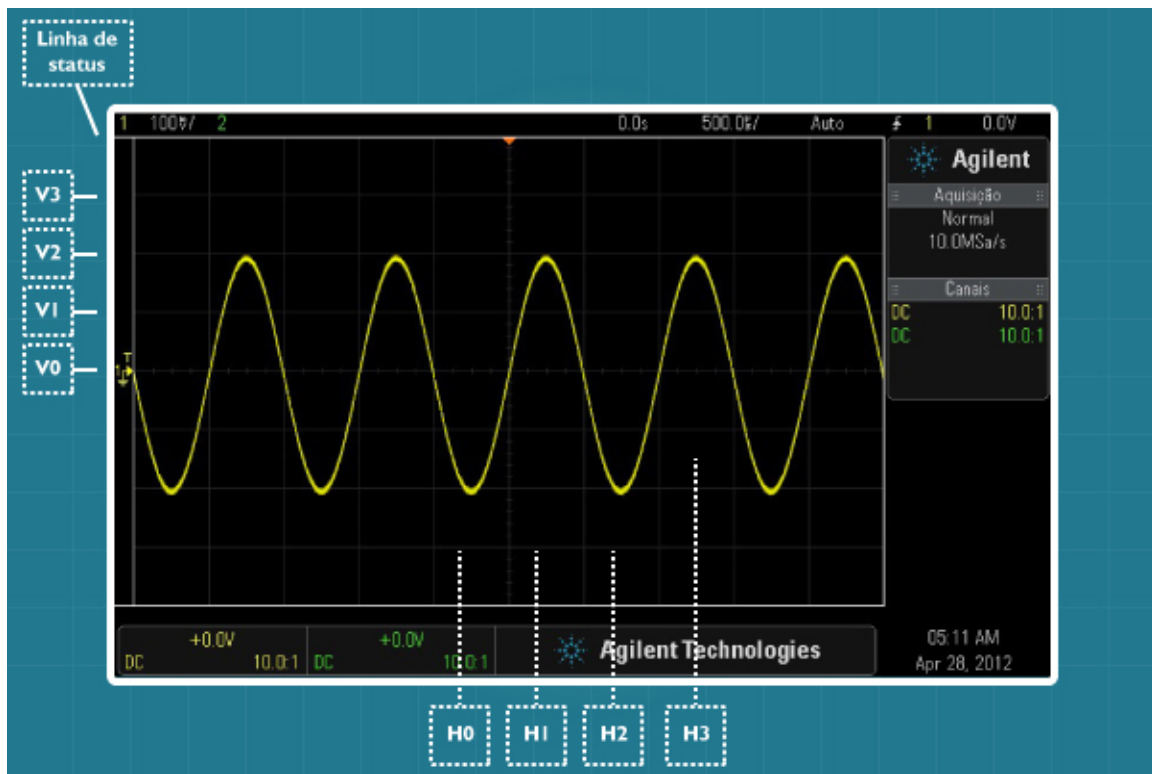 Linha de
status
1 100㎷/ 2 0.0s 500.0㎲/ Auto 1 0.0V
Agilent
Aquisição
Normal
10.0MSa/s
Canais
DC 10.0:1
DC 10.0:1
V3
V2
V1
V0
T
1
+0.0V
DC 10.0:1
+0.0V
DC 10.0:1
Agilent Technologies
05:11 AM
Apr 28, 2012
H0 H1 H2 H3